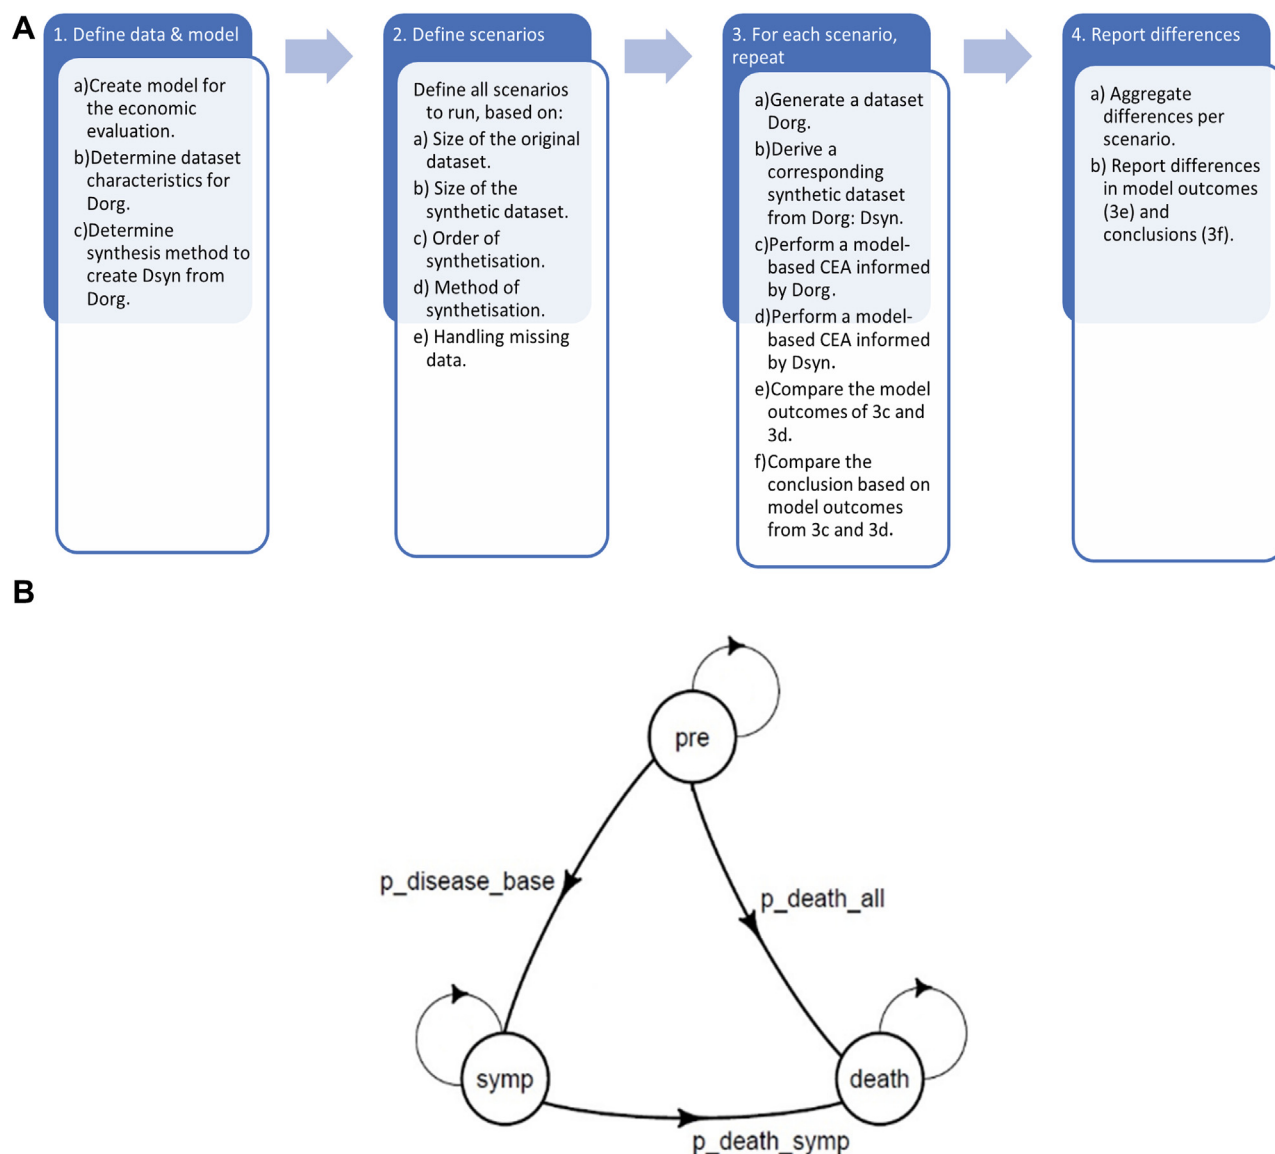 A
1. Define data & model
a)Create model for
the economic
evaluation.
b)Determine dataset
characteristics for
Dorg.
c)Determine
synthesis method to
create Dsyn from
Dorg.
2. Define scenarios
Define all scenarios
to run, based on:
a) Size of the original
dataset.
b) Size of the
synthetic dataset.
c) Order of
synthetisation.
d) Method of
synthetisation.
e) Handling missing
data.
3. For each scenario,
repeat
a)Generate a dataset
Dorg.
b)Derive a
corresponding
synthetic dataset
from Dorg: Dsyn.
c)Perform a model-
based CEA informed
by Dorg.
d)Perform a model-
based CEA informed
by Dsyn.
e)Compare the model
outcomes of 3c and
3d.
f)Compare the
conclusion based on
model outcomes
from 3c and 3d.
4. Report differences
a) Aggregate
differences per
scenario.
b) Report differences
in model outcomes
(3e) and
conclusions (3f).
B
pre
p_disease_base
p_death_all
symp
death
p_death_symp